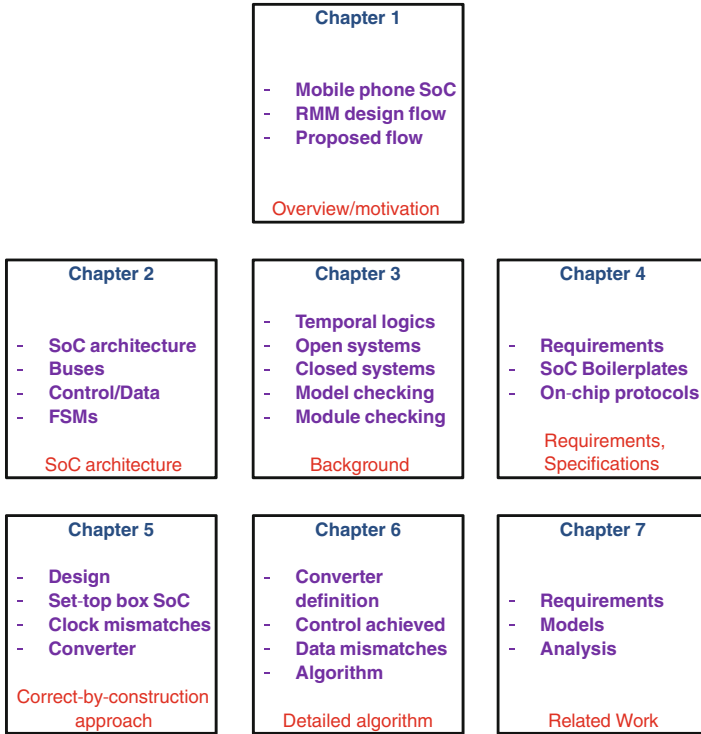 Chapter 1
- Mobile phone SoC
- RMM design flow
- Proposed flow
Overview/motivation
Chapter 2
- SoC architecture
- Buses
- Control/Data
- FSMs
SoC architecture
Chapter 3
- Temporal logics
- Open systems
- Closed systems
- Model checking
- Module checking
Background
Chapter 4
- Requirements
- SoC Boilerplates
- On-chip protocols
Requirements,
Specifications
Chapter 5
- Design
- Set-top box SoC
- Clock mismatches
- Converter
Correct-by-construction
approach
Chapter 6
- Converter
definition
- Control achieved
- Data mismatches
- Algorithm
Detailed algorithm
Chapter 7
- Requirements
- Models
- Analysis
Related Work